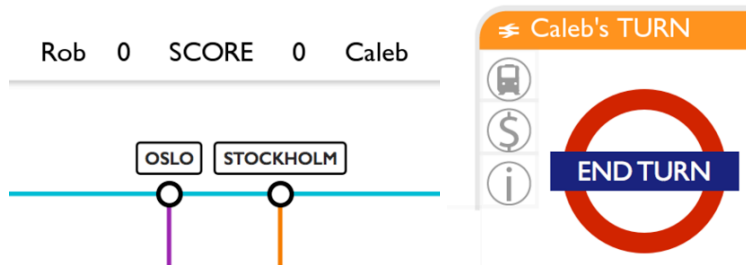 Rob 0 SCORE 0 Caleb
OSLO STOCKHOLM
Caleb's TURN
$
i
END TURN